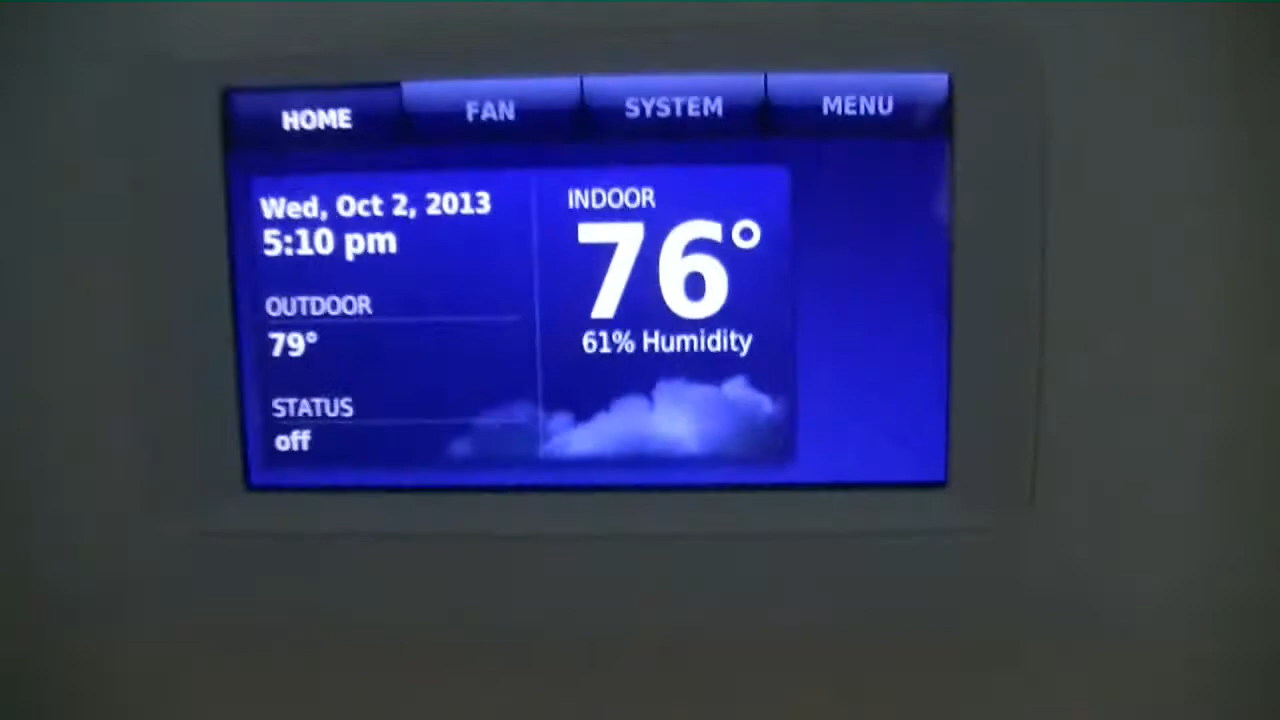 HOME FAN SYSTEM MENU
Wed, Oct 2, 2013
5:10 pm
OUTDOOR
79°
STATUS
off
INDOOR
76°
61% Humidity